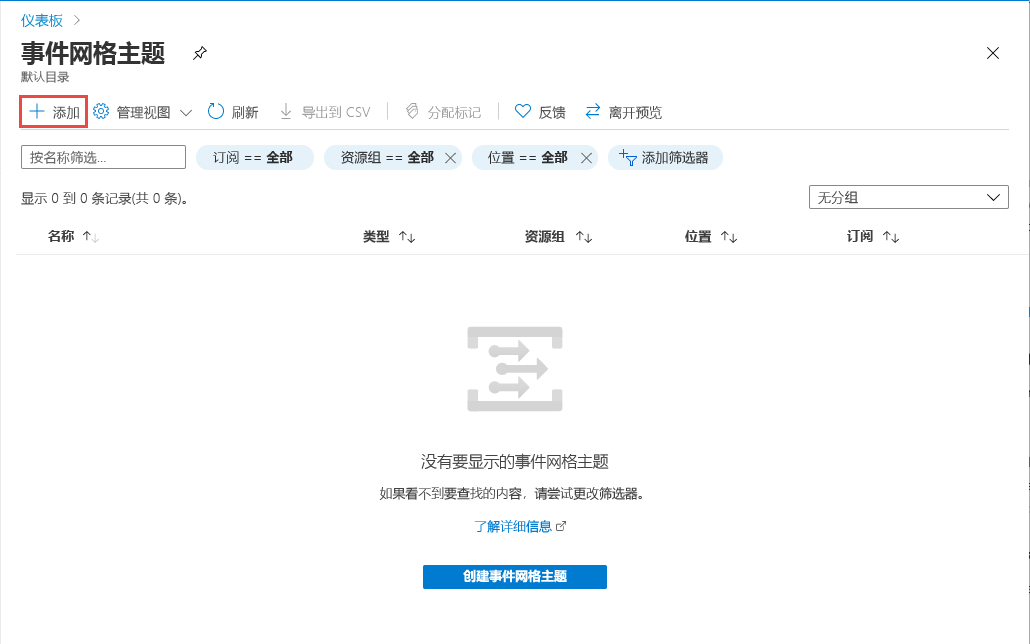 仪表板
事件网格主题
默认目录
添加 管理视图 刷新 导出到 CSV 分配标记 反馈 离开预览
按名称筛选... 订阅 == 全部 资源组 == 全部 位置 == 全部 添加筛选器
显示 0 到 0 条记录(共 0 条)。 无分组
名称 类型 资源组 位置 订阅
没有要显示的事件网格主题
如果看不到要查找的内容，请尝试更改筛选器。
了解详细信息
创建事件网格主题